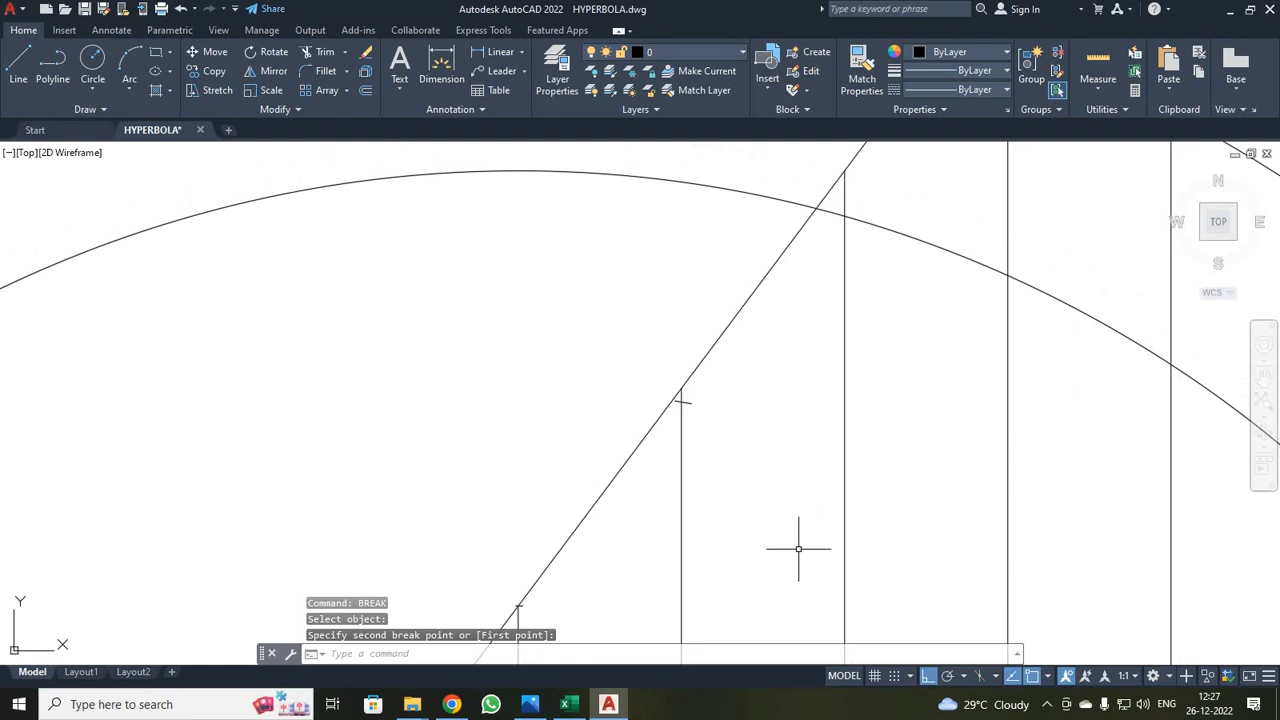 Share
Autodesk AutoCAD 2022 HYPERBOLA.dwg
Type a keyword or phrase
Sign In
Home Insert Annotate Parametric View Manage Output Add-ins Collaborate Express Tools Featured Apps
Line Polyline Circle Arc
Move Rotate Trim
Copy Mirror Fillet
Stretch Scale Array
Text Dimension
Linear
Leader
Table
Layer Properties
0
Make Current
Match Layer
Insert
Create
Edit
Match Properties
ByLayer
ByLayer
ByLayer
Group
Measure
Paste
Base
Draw Modify Annotation Layers Block Properties Groups Utilities Clipboard View
Start HYPERBOLA*
[−][Top][2D Wireframe]
N
W TOP E
S
WCS
Y
X
Command: BREAK
Select object:
Specify second break point or [First point]:
Type a command
Model Layout1 Layout2
MODEL 1:1
Type here to search
29°C Cloudy
ENG
12:27
26-12-2022